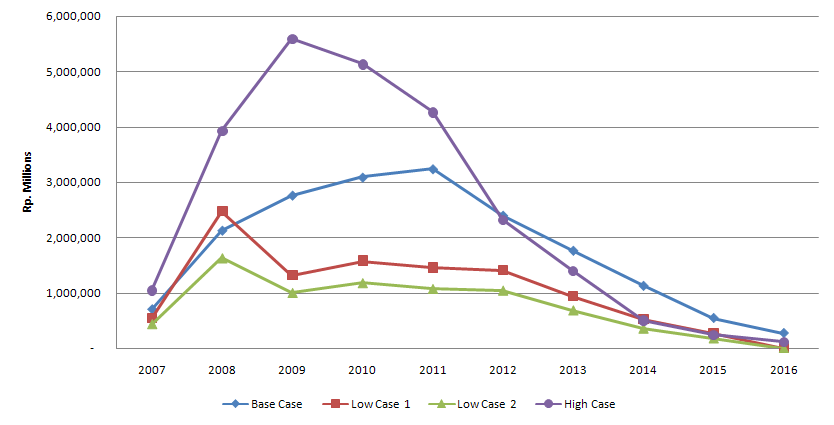 6,000,000
5,000,000
4,000,000
3,000,000
2,000,000
1,000,000
-
Rp. Millions
2007 2008 2009 2010 2011 2012 2013 2014 2015 2016
Base Case Low Case 1 Low Case 2 High Case